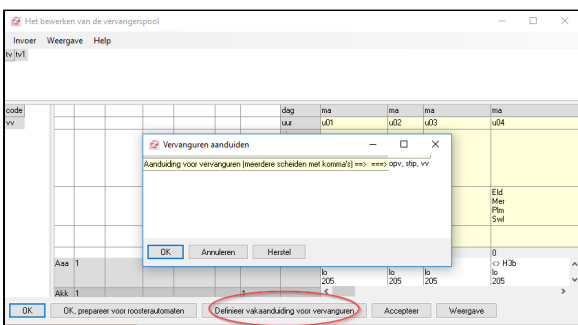 Het bewerken van de vervangerspool
Invoer Weergave Help
tv tv1
code dag ma ma ma ma
vv uur u01 u02 u03 u04
Vervanguren aanduiden
Aanduiding voor vervanguren (meerdere scheiden met komma's) ==> ===> opv, stip, vv
Eld
Mer
Plm
Swl
OK Annuleren Herstel
0
Aaa 1 <> H3b
lo lo lo lo
205 205 205 205
Akk 1 1
OK OK, prepareer voor roosterautomaten Definieer vakaanduiding voor vervanguren Accepteer Weergave